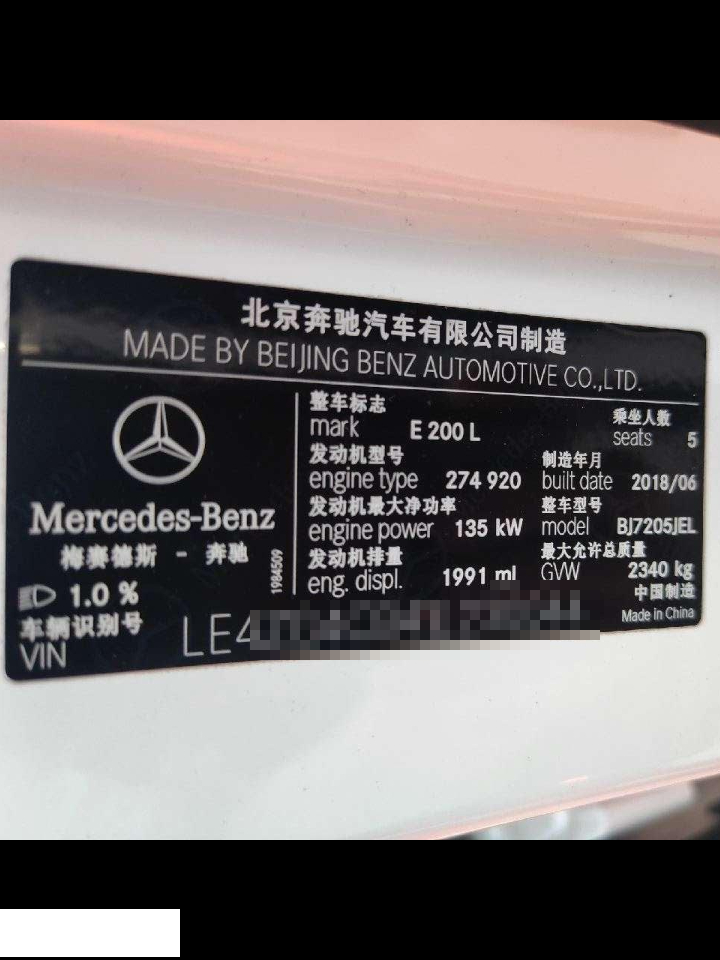 北京奔驰汽车有限公司制造
MADE BY BEIJING BENZ AUTOMOTIVE CO.,LTD.
Mercedes-Benz
梅赛德斯 - 奔驰
1.0 %
1984509
整车标志
mark E 200 L
乘坐人数
seats 5
发动机型号
engine type 274 920
制造年月
built date 2018/06
发动机最大净功率
engine power 135 kW
整车型号
model BJ7205JEL
发动机排量
eng. displ. 1991 ml
最大允许总质量
GVW 2340 kg
中国制造
Made in China
车辆识别号
VIN LE4